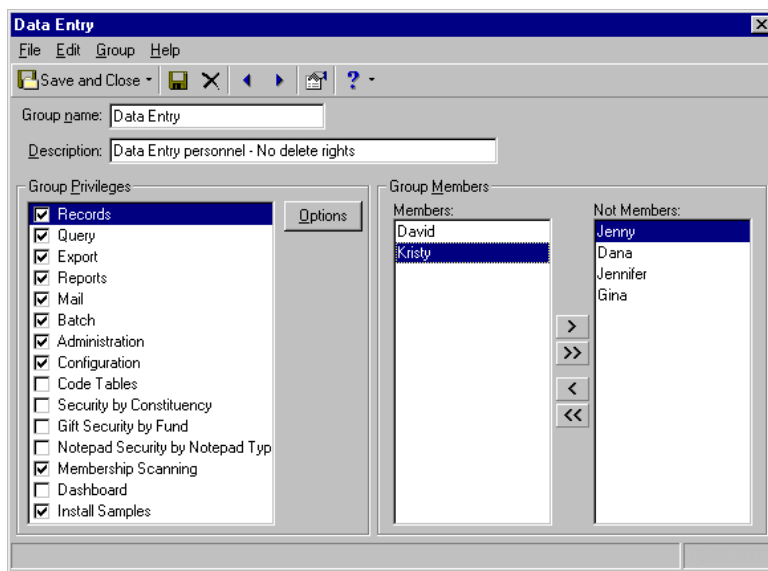 Data Entry
File Edit Group Help
Save and Close ?
Group name: Data Entry
Description: Data Entry personnel - No delete rights
Group Privileges
Records
Query
Export
Reports
Mail
Batch
Administration
Configuration
Code Tables
Security by Constituency
Gift Security by Fund
Notepad Security by Notepad Typ
Membership Scanning
Dashboard
Install Samples
Options
Group Members
Members:
David
Kristy
>
>>
<
<<
Not Members:
Jenny
Dana
Jennifer
Gina